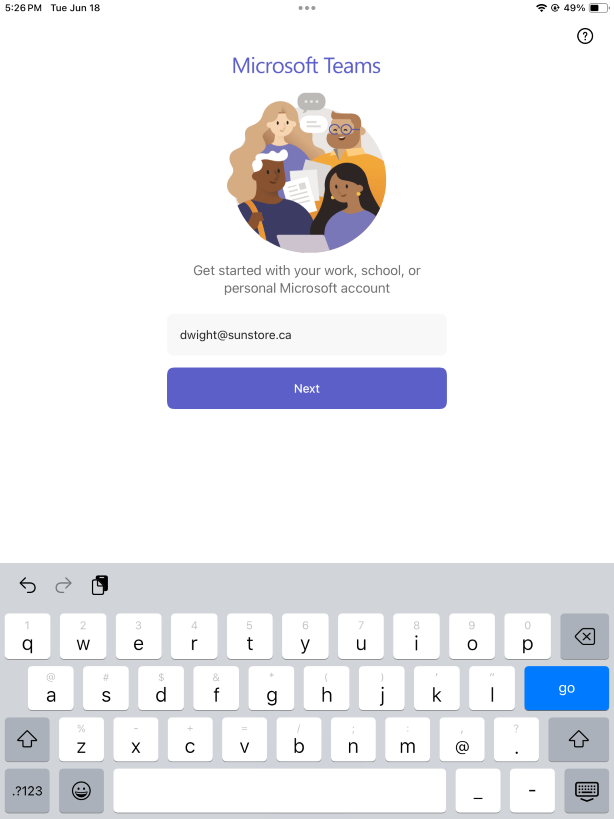 5:26 PM Tue Jun 18
49%
Microsoft Teams
Get started with your work, school, or
personal Microsoft account
dwight@sunstore.ca
Next
1 2 3 4 5 6 7 8 9 0
q w e r t y u i o p
@ # $ & * ( ) ' "
a s d f g h j k l go
% - + = / ; : , ?
z x c v b n m @ .
.?123 _ -